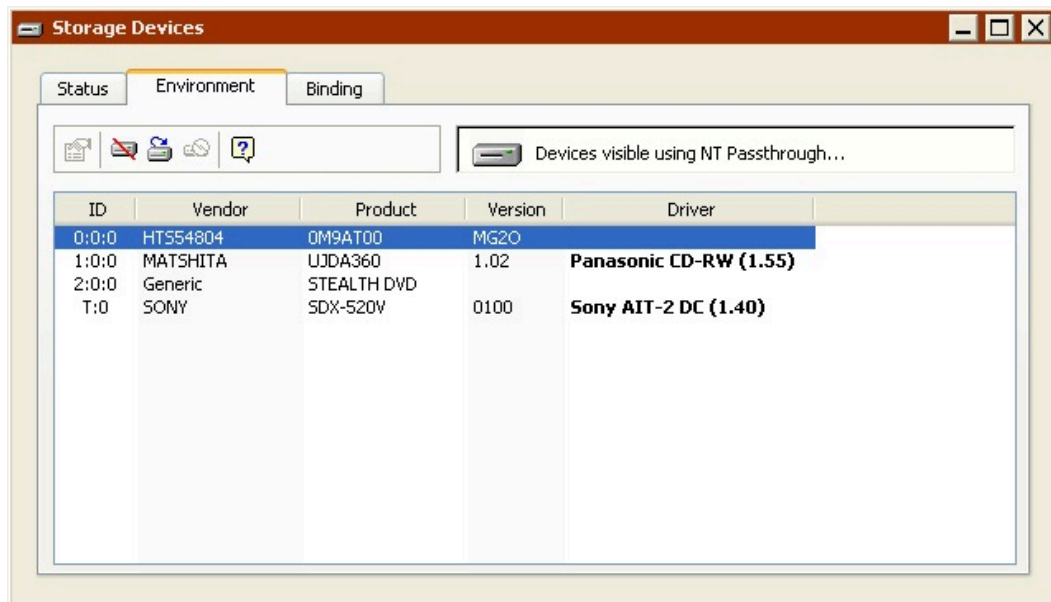 Storage Devices
Status Environment Binding
Devices visible using NT Passthrough...
ID Vendor Product Version Driver
0:0:0 HTS54804 0M9AT00 MG2O
1:0:0 MATSHITA UJDA360 1.02 Panasonic CD-RW (1.55)
2:0:0 Generic STEALTH DVD
T:0 SONY SDX-520V 0100 Sony AIT-2 DC (1.40)